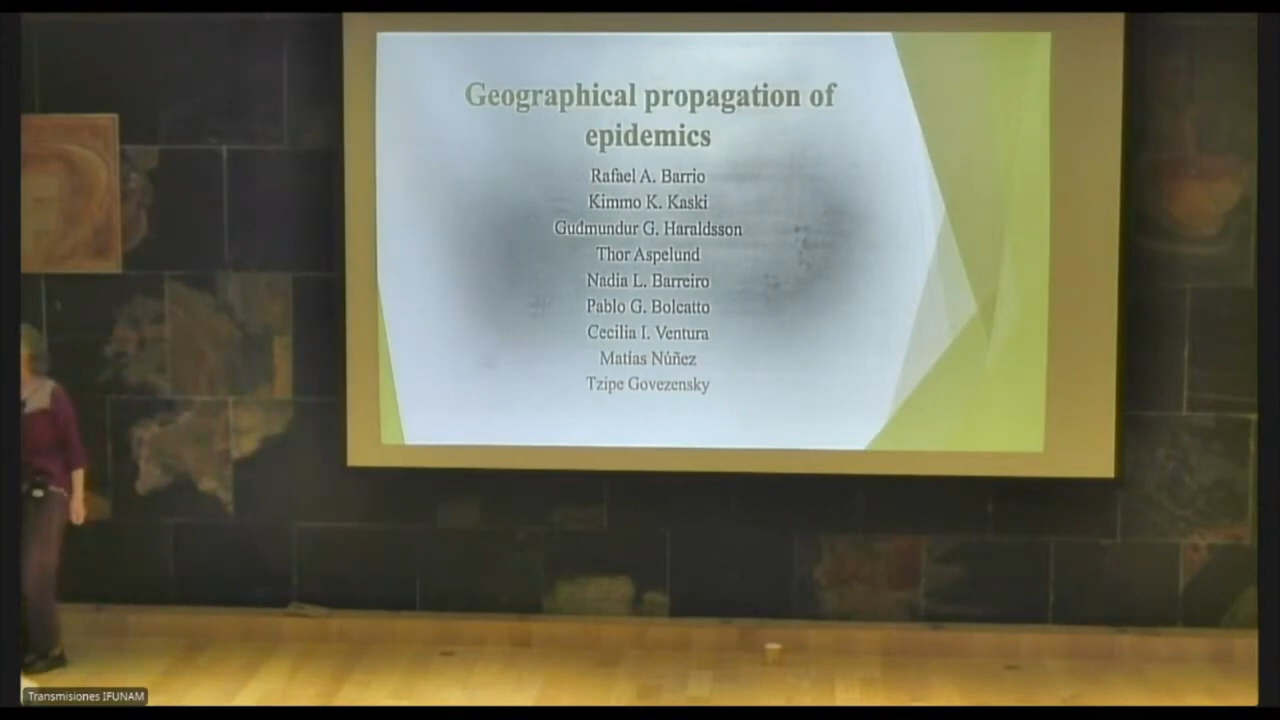 Geographical propagation of
epidemics
Rafael A. Barrio
Kimmo K. Kaski
Guđmundur G. Haraldsson
Thor Aspelund
Nadia L. Barreiro
Pablo G. Bolcatto
Cecilia I. Ventura
Matías Núñez
Tzipe Govezensky
Transmisiones IFUNAM